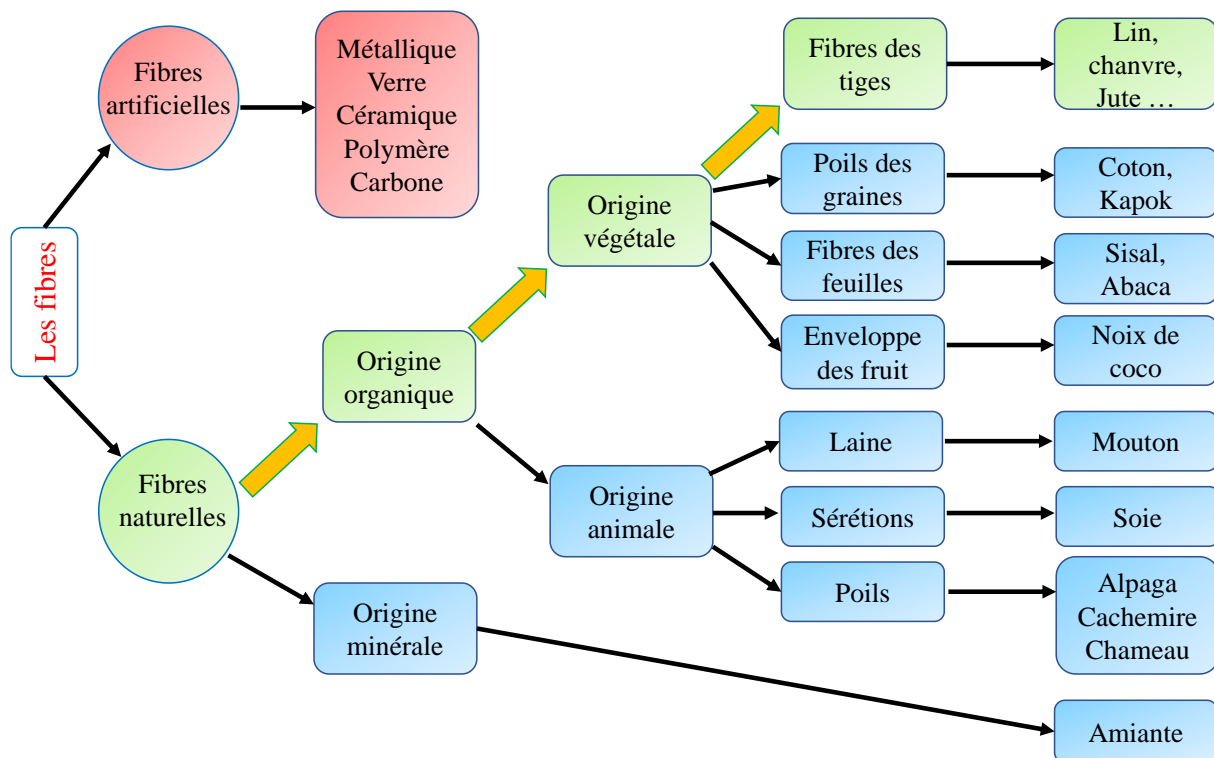 Les fibres
Fibres
artificielles
Métallique
Verre
Céramique
Polymère
Carbone
Fibres
naturelles
Origine
organique
Origine
minérale
Origine
végétale
Origine
animale
Fibres des
tiges
Lin,
chanvre,
Jute …
Poils des
graines
Coton,
Kapok
Fibres des
feuilles
Sisal,
Abaca
Enveloppe
des fruit
Noix de
coco
Laine
Mouton
Sérétions
Soie
Poils
Alpaga
Cachemire
Chameau
Amiante